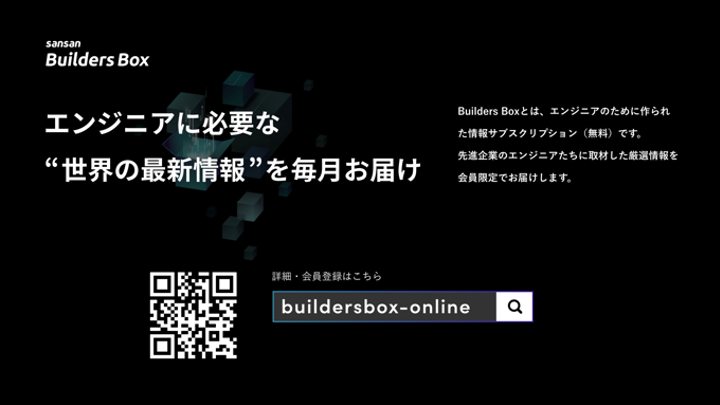 sansan
Builders Box
エンジニアに必要な
“世界の最新情報”を毎月お届け
Builders Boxとは、エンジニアのために作られ
た情報サブスクリプション（無料）です。
先進企業のエンジニアたちに取材した厳選情報を
会員限定でお届けします。
詳細・会員登録はこちら
buildersbox-online